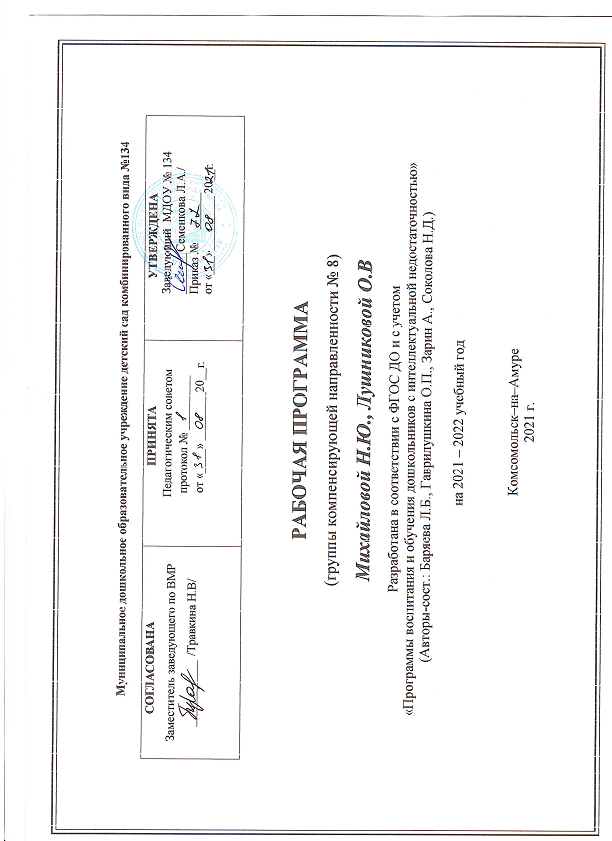 Муниципальное дошкольное образовательное учреждение детский сад комбинированного вида №134
СОГЛАСОВАНА
Заместитель заведующего по ВМР
/Травкина Н.В/
ПРИНЯТА
Педагогическим советом
протокол № 1
от « 31 » 08 20 г.
УТВЕРЖДЕНА
Заведующий МДОУ № 134
Семенкова Л.А./
Приказ №
от « 31 » 08 2021г.
РАБОЧАЯ ПРОГРАММА
(группы компенсирующей направленности № 8)
Михайловой Н.Ю., Лушниковой О.В
Разработана в соответствии с ФГОС ДО и с учетом
«Программы воспитания и обучения дошкольников с интеллектуальной недостаточностью»
(Авторы-сост.: Баряева Л.Б., Гаврилушкина О.П., Зарин А., Соколова Н.Д.)
на 2021 – 2022 учебный год
Комсомольск–на–Амуре
2021 г.